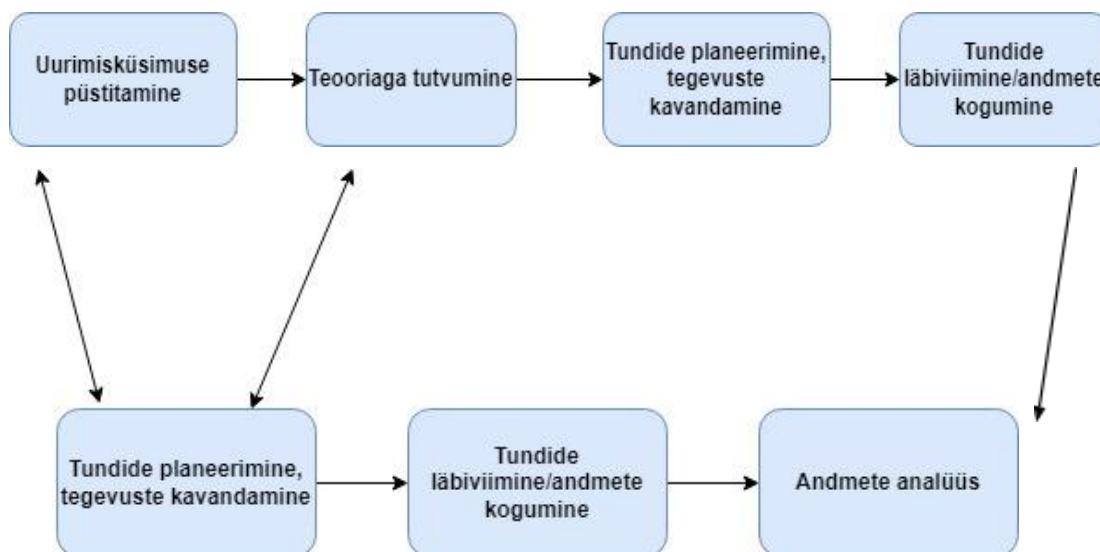 Uurimisküsimuse
püstitamine
Teooriaga tutvumine
Tundide planeerimine,
tegevuste
kavandamine
Tundide
läbiviimine/andmete
kogumine
Tundide planeerimine,
tegevuste kavandamine
Tundide
läbiviimine/andmete
kogumine
Andmete analüüs